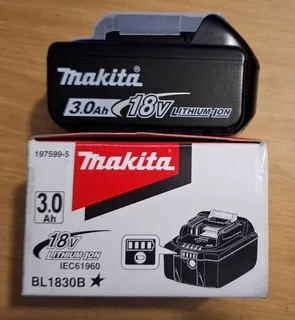 makita
3.0Ah 18V LITHIUM-ION
197599-5
makita
3.0
Ah
18V
LITHIUM-ION
IEC61960
BL1830B ★